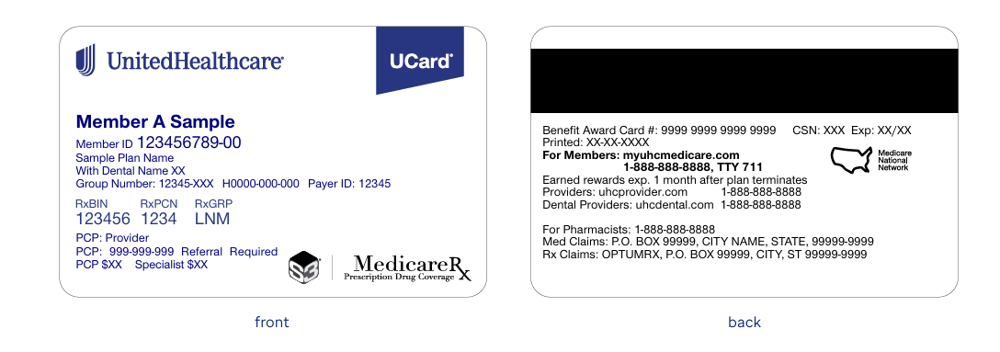 UnitedHealthcare®
UCard®
Member A Sample
Member ID 123456789-00
Sample Plan Name
With Dental Name XX
Group Number: 12345-XXX H0000-000-000 Payer ID: 12345
RxBIN RxPCN RxGRP
123456 1234 LNM
PCP: Provider
PCP: 999-999-999 Referral Required
PCP $XX Specialist $XX
S3
MedicareRx
Prescription Drug Coverage
front
Benefit Award Card #: 9999 9999 9999 9999 CSN: XXX Exp: XX/XX
Printed: XX-XX-XXXX
For Members: myuhcmedicare.com
1-888-888-8888, TTY 711
Medicare
National
Network
Earned rewards exp. 1 month after plan terminates
Providers: uhcprovider.com 1-888-888-8888
Dental Providers: uhcdental.com 1-888-888-8888
For Pharmacists: 1-888-888-8888
Med Claims: P.O. BOX 99999, CITY NAME, STATE, 99999-9999
Rx Claims: OPTUMRX, P.O. BOX 99999, CITY, ST 99999-9999
back